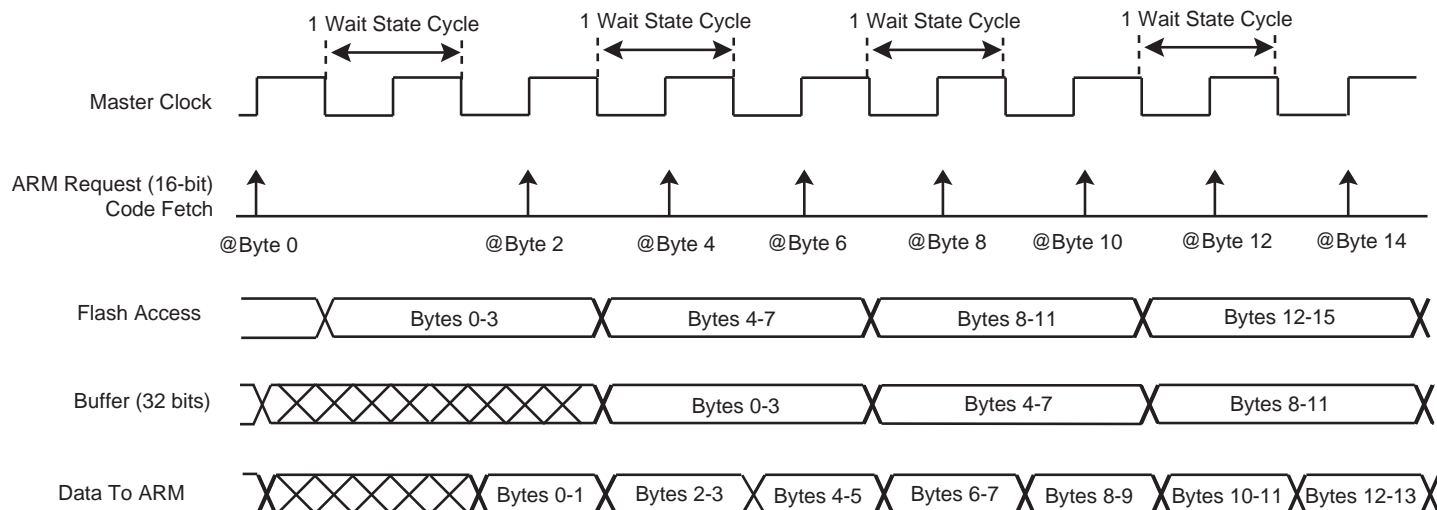 1 Wait State Cycle 1 Wait State Cycle 1 Wait State Cycle 1 Wait State Cycle
Master Clock
ARM Request (16-bit)
Code Fetch
@Byte 0 @Byte 2 @Byte 4 @Byte 6 @Byte 8 @Byte 10 @Byte 12 @Byte 14
Flash Access Bytes 0-3 Bytes 4-7 Bytes 8-11 Bytes 12-15
Buffer (32 bits) Bytes 0-3 Bytes 4-7 Bytes 8-11
Data To ARM Bytes 0-1 Bytes 2-3 Bytes 4-5 Bytes 6-7 Bytes 8-9 Bytes 10-11 Bytes 12-13